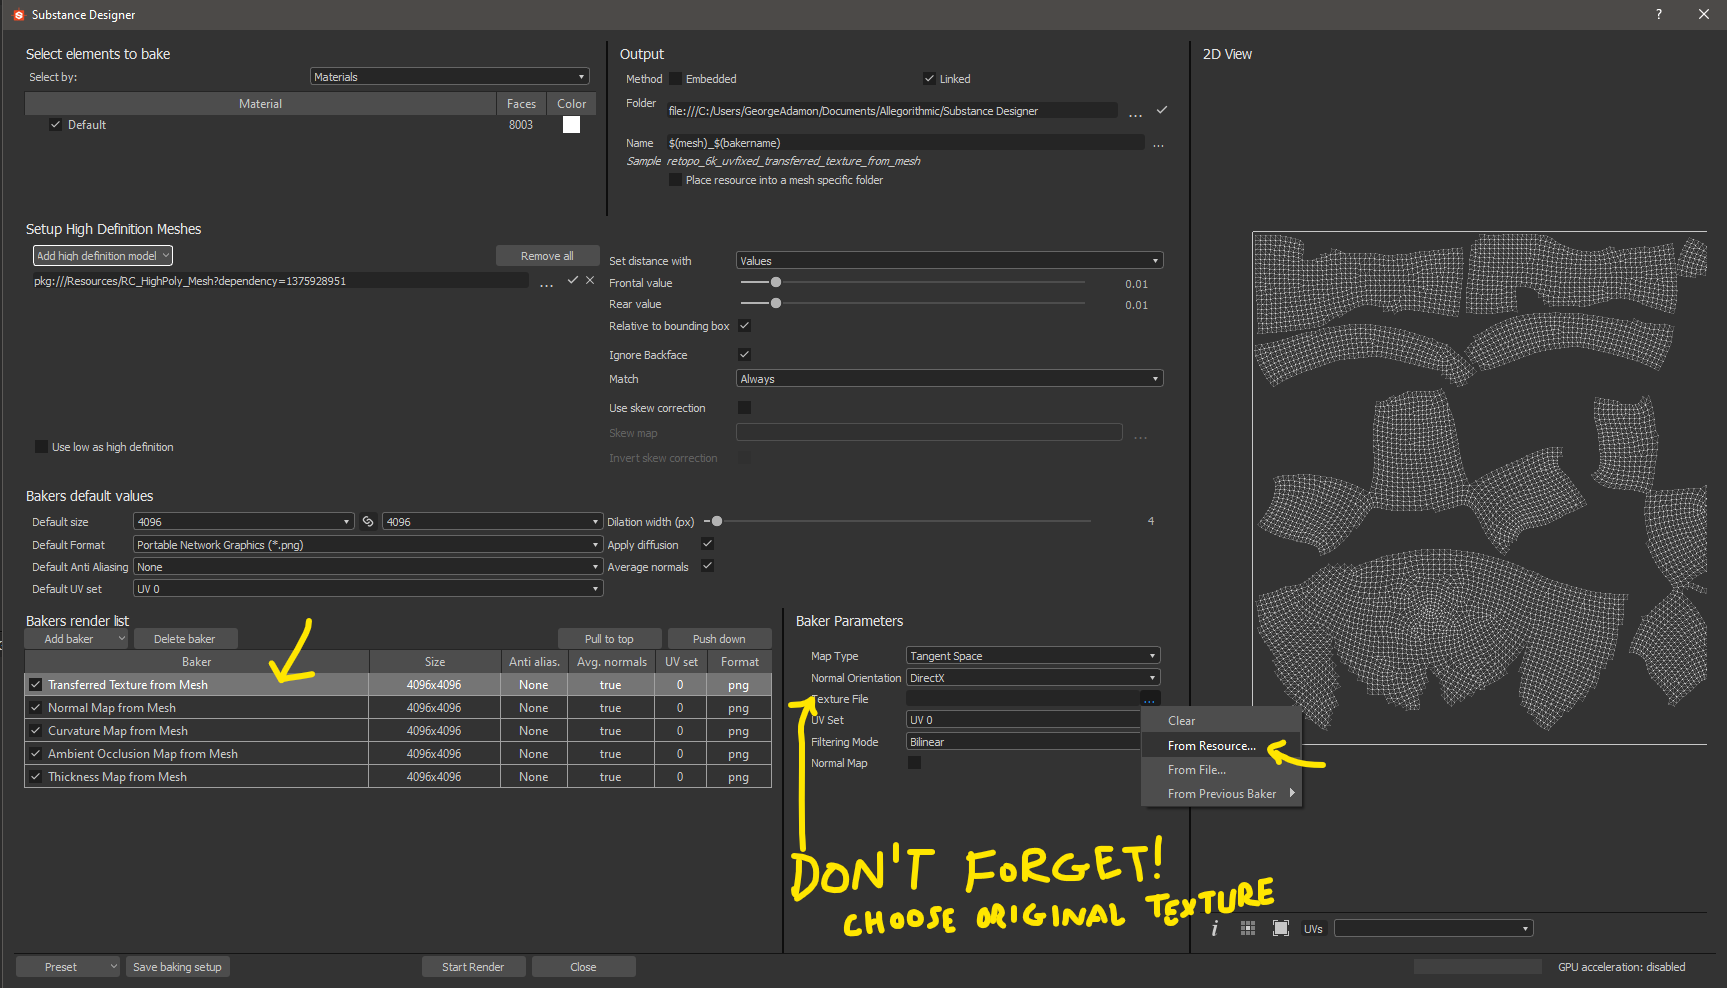 Substance Designer
?
Select elements to bake
Select by:
Materials
Material
Faces
Color
Default
8003
Output
Method
Embedded
Linked
Folder
file:///C:/Users/GeorgeAdamon/Documents/Allegorithmic/Substance Designer
...
Name
$(mesh)_$(bakername)
...
Sample retopo_6k_uvfixed_transferred_texture_from_mesh
Place resource into a mesh specific folder
2D View
Setup High Definition Meshes
Add high definition model
Remove all
pkg:///Resources/RC_HighPoly_Mesh?dependency=1375928951
...
Use low as high definition
Set distance with
Values
Frontal value
0.01
Rear value
0.01
Relative to bounding box
Ignore Backface
Match
Always
Use skew correction
Skew map
...
Invert skew correction
Bakers default values
Default size
4096
4096
Dilation width (px)
4
Default Format
Portable Network Graphics (*.png)
Apply diffusion
Default Anti Aliasing
None
Average normals
Default UV set
UV 0
Bakers render list
Add baker
Delete baker
Pull to top
Push down
Baker Size Anti alias. Avg. normals UV set Format
Transferred Texture from Mesh 4096x4096 None true 0 png
Normal Map from Mesh 4096x4096 None true 0 png
Curvature Map from Mesh 4096x4096 None true 0 png
Ambient Occlusion Map from Mesh 4096x4096 None true 0 png
Thickness Map from Mesh 4096x4096 None true 0 png
Baker Parameters
Map Type
Tangent Space
Normal Orientation
DirectX
Texture File
...
UV Set
UV 0
Filtering Mode
Bilinear
Normal Map
Clear
From Resource...
From File...
From Previous Baker
DON'T FORGET!
CHOOSE ORIGINAL TEXTURE
i
UVs
Preset
Save baking setup
Start Render
Close
GPU acceleration: disabled